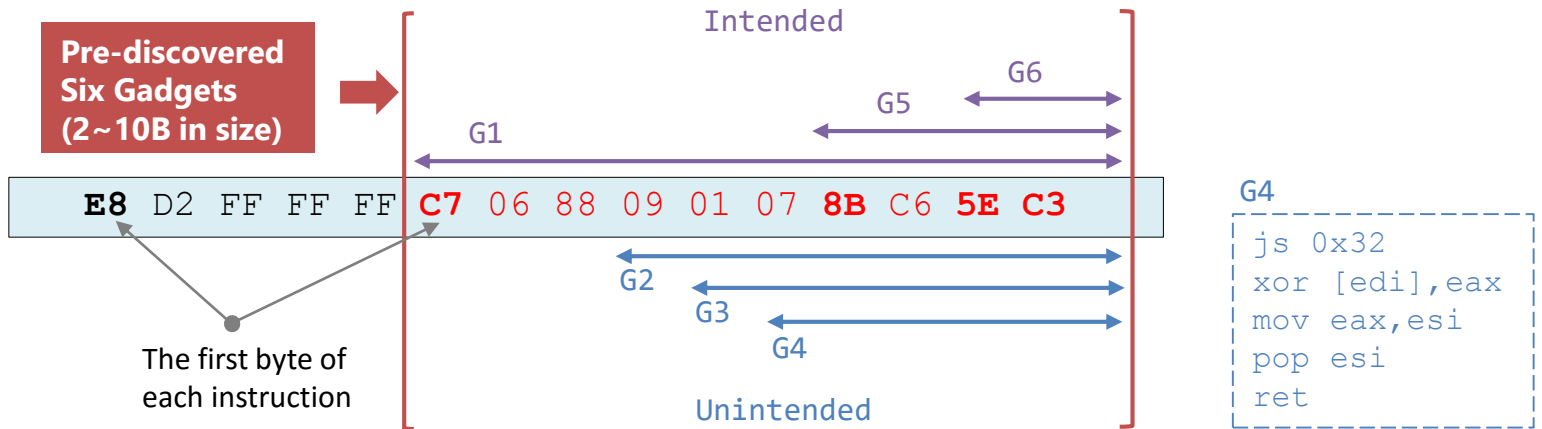 Intended
Pre-discovered
Six Gadgets
(2~10B in size)
G6
G5
G1
E8 D2 FF FF FF C7 06 88 09 01 07 8B C6 5E C3
G2
G3
G4
The first byte of
each instruction
Unintended
G4
js 0x32
xor [edi],eax
mov eax,esi
pop esi
ret